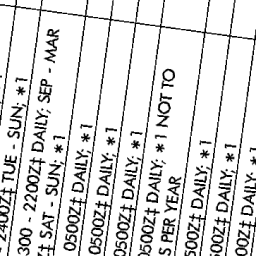 2400Z‡ TUE - SUN; *1
300 - 2200Z‡ DAILY; SEP - MAR
Z‡ SAT - SUN; *1
0500Z‡ DAILY; *1
0500Z‡ DAILY; *1
0500Z‡ DAILY; *1
0500Z‡ DAILY; *1 NOT TO
S PER YEAR
500Z‡ DAILY; *1
500Z‡ DAILY; *1
00Z‡ DAILY; *1